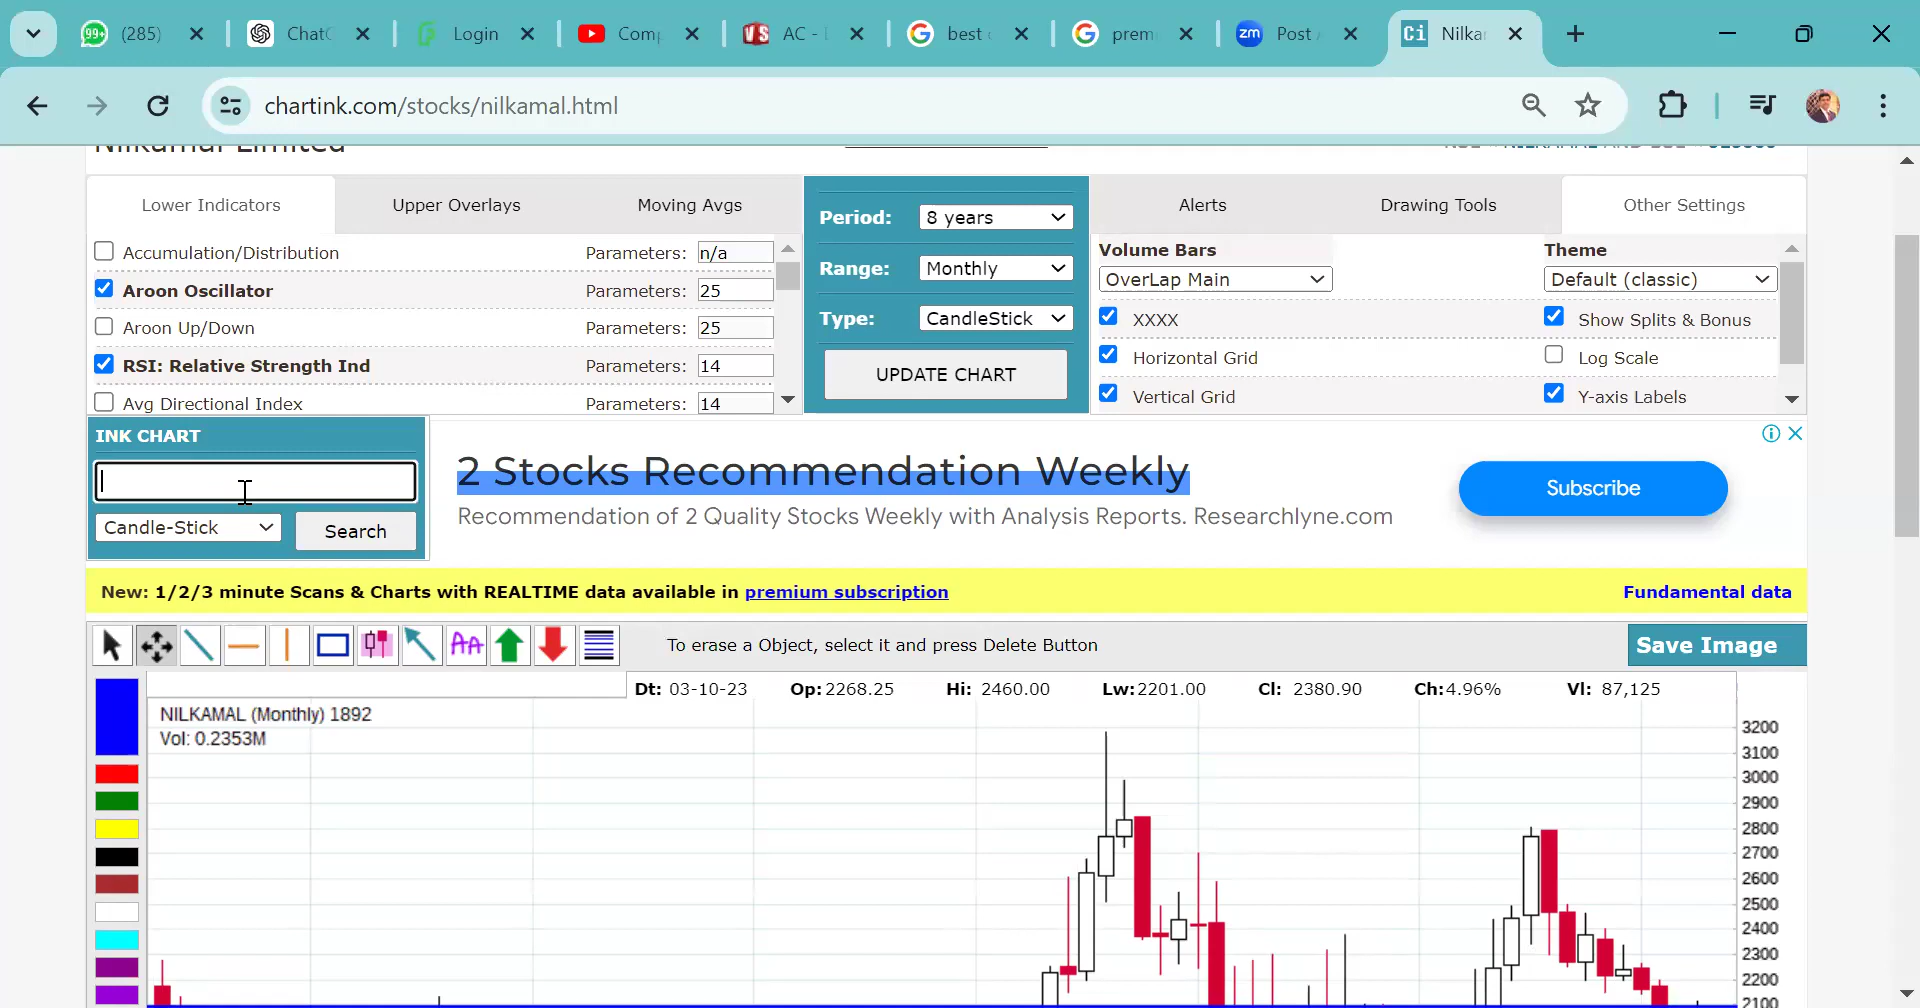 (285)
ChatG
Login
Comp
AC - L
best c
prem
zm
Post A
Ci
Nilkar
chartink.com/stocks/nilkamal.html
Nilkamal Limited
Lower Indicators
Upper Overlays
Moving Avgs
Accumulation/Distribution Parameters: n/a
Aroon Oscillator Parameters: 25
Aroon Up/Down Parameters: 25
RSI: Relative Strength Ind Parameters: 14
Avg Directional Index Parameters: 14
Period: 8 years
Range: Monthly
Type: CandleStick
UPDATE CHART
Alerts
Drawing Tools
Other Settings
Volume Bars
OverLap Main
XXXX
Horizontal Grid
Vertical Grid
Theme
Default (classic)
Show Splits & Bonus
Log Scale
Y-axis Labels
INK CHART
Candle-Stick
Search
2 Stocks Recommendation Weekly
Recommendation of 2 Quality Stocks Weekly with Analysis Reports. Researchlyne.com
Subscribe
New: 1/2/3 minute Scans & Charts with REALTIME data available in premium subscription
Fundamental data
AA
To erase a Object, select it and press Delete Button
Save Image
Dt: 03-10-23 Op:2268.25 Hi: 2460.00 Lw:2201.00 Cl: 2380.90 Ch:4.96% Vl: 87,125
NILKAMAL (Monthly) 1892
Vol: 0.2353M
3200
3100
3000
2900
2800
2700
2600
2500
2400
2300
2200
2100